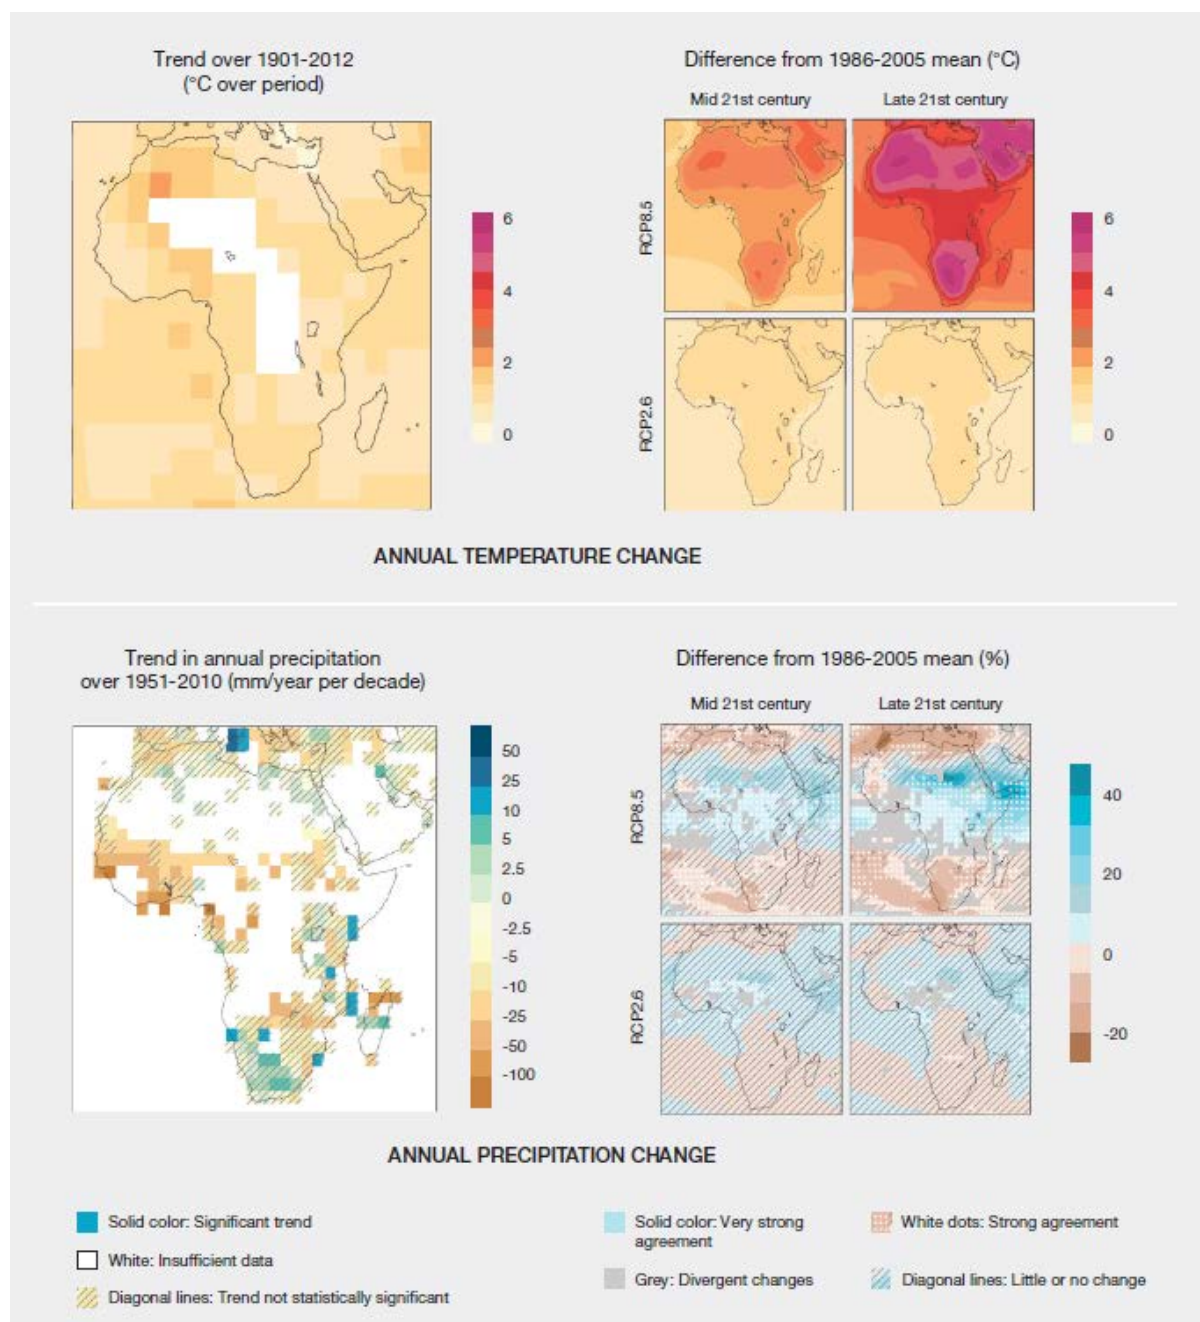 Trend over 1901-2012
(°C over period)
Difference from 1986-2005 mean (°C)
Mid 21st century
Late 21st century
RCP8.5
RCP2.6
6
4
2
0
6
4
2
0
ANNUAL TEMPERATURE CHANGE
Trend in annual precipitation
over 1951-2010 (mm/year per decade)
Difference from 1986-2005 mean (%)
Mid 21st century
Late 21st century
RCP8.5
RCP2.6
50
25
10
5
2.5
0
-2.5
-5
-10
-25
-50
-100
40
20
0
-20
ANNUAL PRECIPITATION CHANGE
Solid color: Significant trend
White: Insufficient data
Diagonal lines: Trend not statistically significant
Solid color: Very strong
agreement
Grey: Divergent changes
White dots: Strong agreement
Diagonal lines: Little or no change